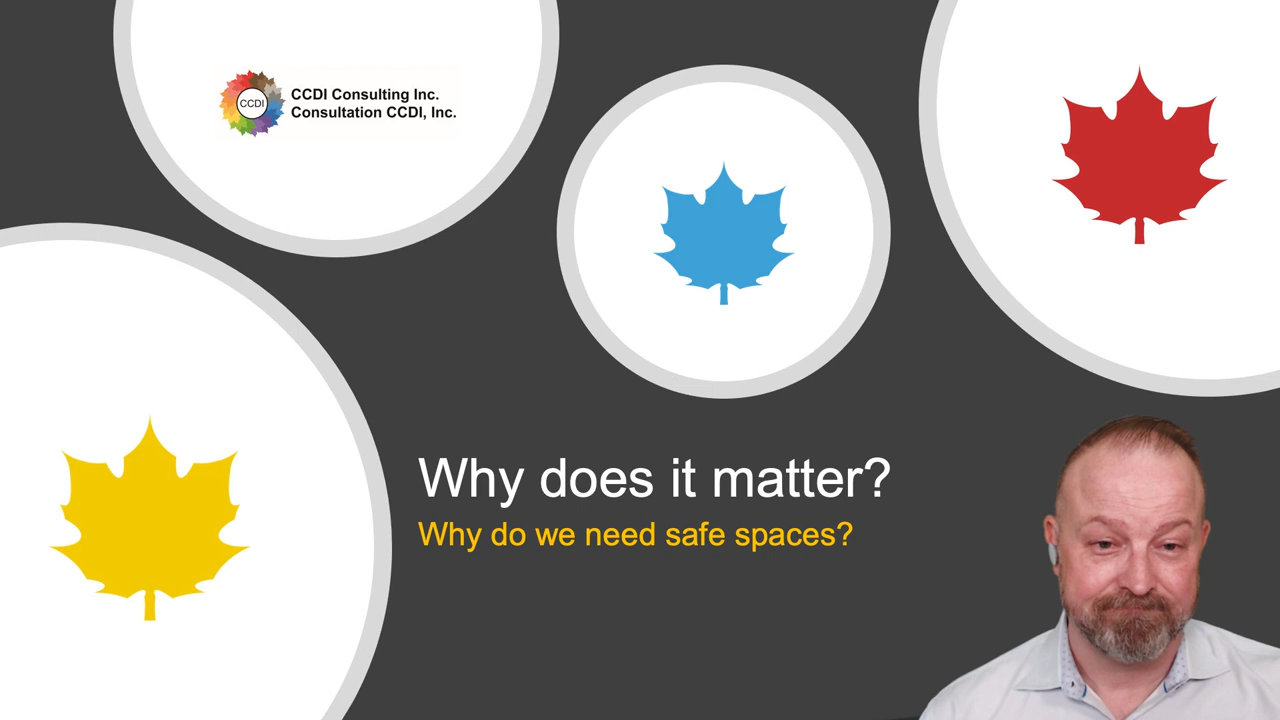 CCDI
CCDI Consulting Inc.
Consultation CCDI, Inc.
Why does it matter?
Why do we need safe spaces?